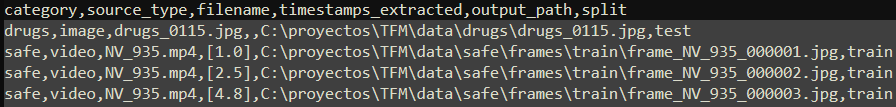 category,source_type,filename,timestamps_extracted,output_path,split
drugs,image,drugs_0115.jpg,,C:\proyectos\TFM\data\drugs\drugs_0115.jpg,test
safe,video,NV_935.mp4,[1.0],C:\proyectos\TFM\data\safe\frames\train\frame_NV_935_000001.jpg,train
safe,video,NV_935.mp4,[2.5],C:\proyectos\TFM\data\safe\frames\train\frame_NV_935_000002.jpg,train
safe,video,NV_935.mp4,[4.8],C:\proyectos\TFM\data\safe\frames\train\frame_NV_935_000003.jpg,train